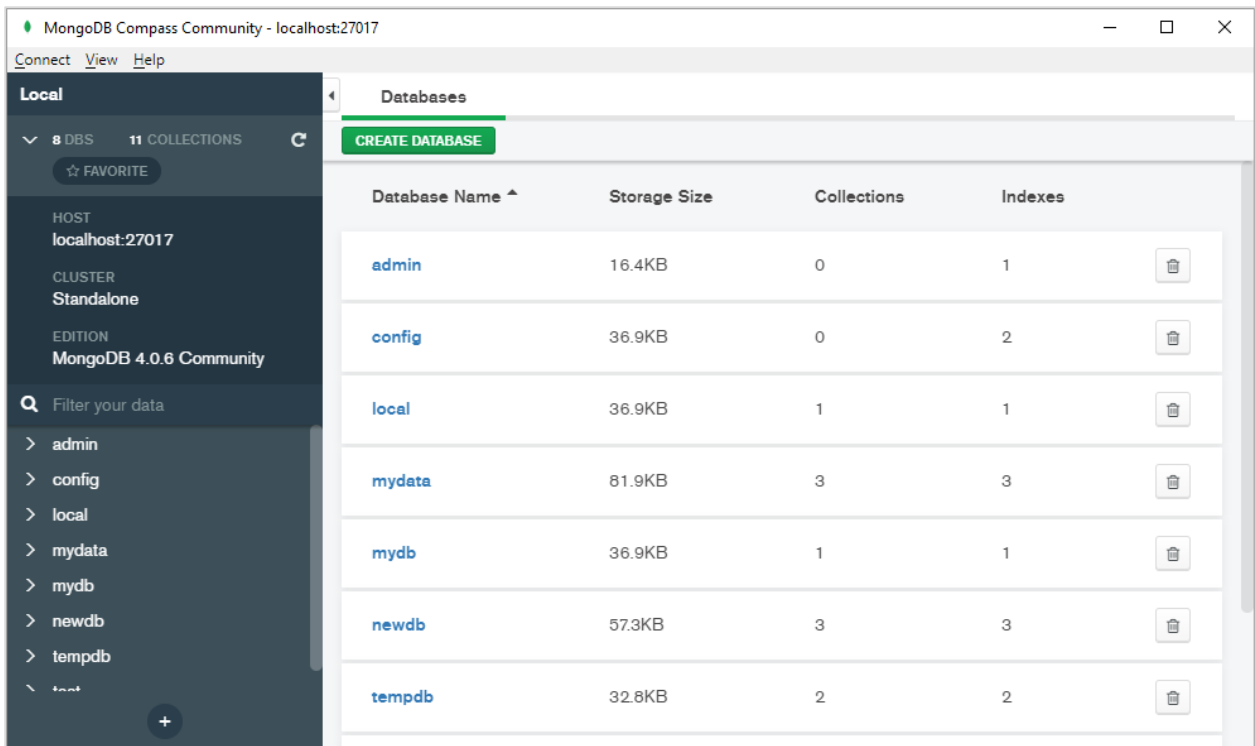 MongoDB Compass Community - localhost:27017
Connect View Help
Local
8 DBS 11 COLLECTIONS
FAVORITE
HOST
localhost:27017
CLUSTER
Standalone
EDITION
MongoDB 4.0.6 Community
Filter your data
admin
config
local
mydata
mydb
newdb
tempdb
Databases
CREATE DATABASE
Database Name Storage Size Collections Indexes
admin 16.4KB 0 1
config 36.9KB 0 2
local 36.9KB 1 1
mydata 81.9KB 3 3
mydb 36.9KB 1 1
newdb 57.3KB 3 3
tempdb 32.8KB 2 2